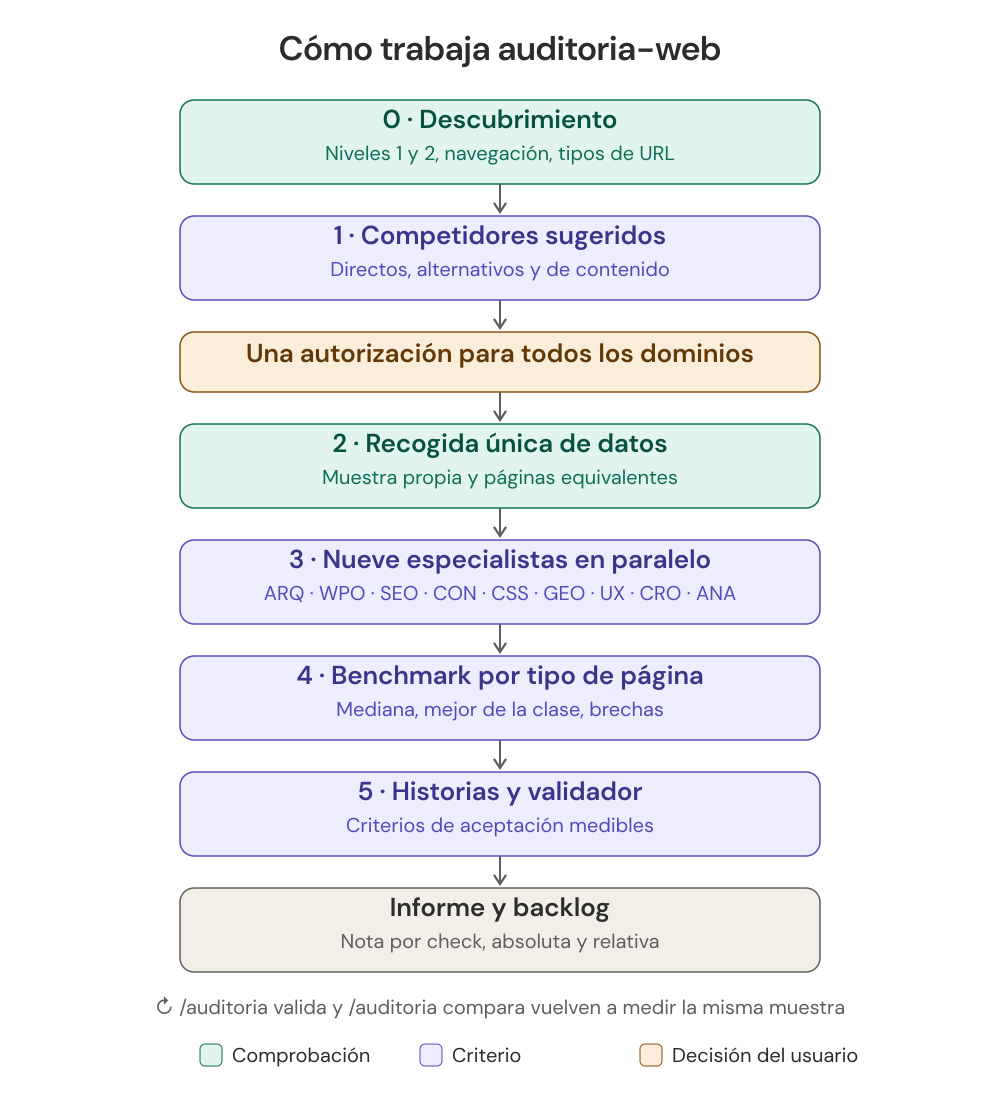 Cómo trabaja auditoria-web
0 · Descubrimiento
Niveles 1 y 2, navegación, tipos de URL
1 · Competidores sugeridos
Directos, alternativos y de contenido
Una autorización para todos los dominios
2 · Recogida única de datos
Muestra propia y páginas equivalentes
3 · Nueve especialistas en paralelo
ARQ · WPO · SEO · CON · CSS · GEO · UX · CRO · ANA
4 · Benchmark por tipo de página
Mediana, mejor de la clase, brechas
5 · Historias y validador
Criterios de aceptación medibles
Informe y backlog
Nota por check, absoluta y relativa
↻ /auditoria valida y /auditoria compara vuelven a medir la misma muestra
Comprobación Criterio Decisión del usuario